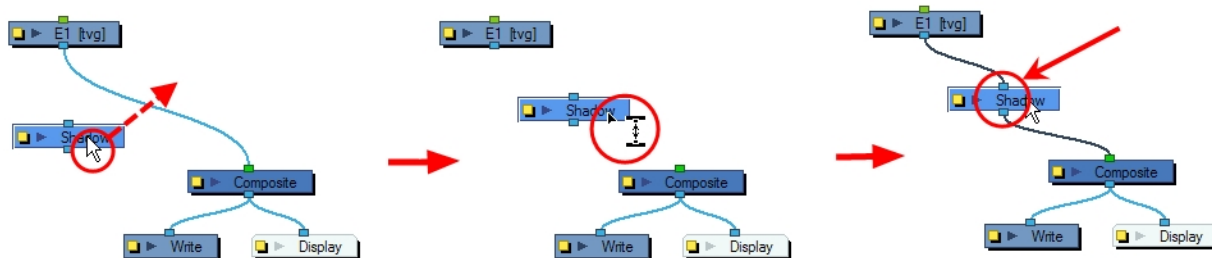 E1 [tvg]
Shadow
Composite
Write
Display
E1 [tvg]
Shadow
Composite
Write
Display
E1 [tvg]
Shadow
Composite
Write
Display